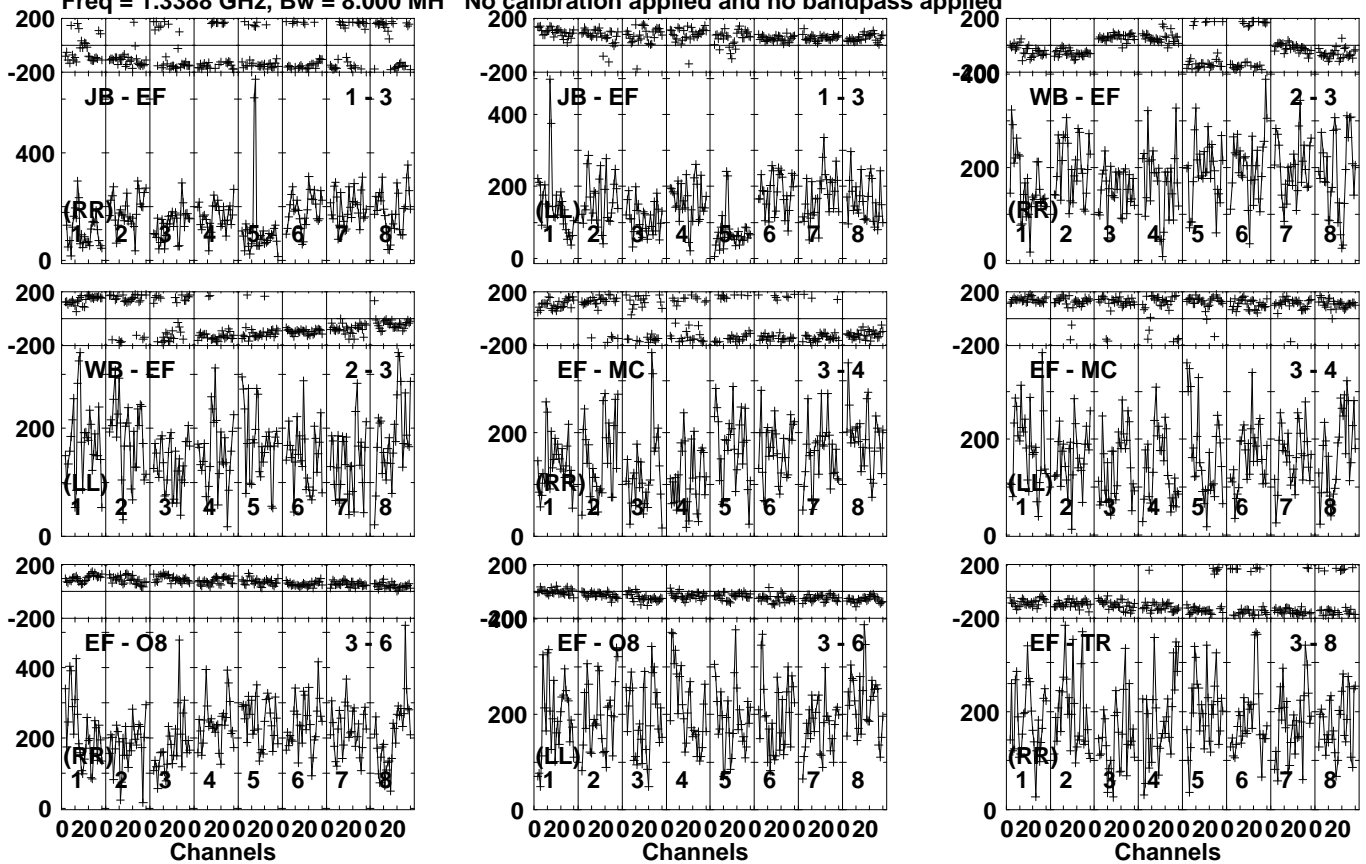 Freq = 1.3388 GHz, Bw = 8.000 MH No calibration applied and no bandpass applied
200
-200
JB - EF 1 - 3
400
(RR)
1 2 3 4 5 6 7 8
0
200
-200
JB - EF 1 - 3
400
200
(LL)
1 2 3 4 5 6 7 8
0
200
-200
400
WB - EF 2 - 3
200
(RR)
1 2 3 4 5 6 7 8
0
200
-200
WB - EF 2 - 3
200
(LL)
1 2 3 4 5 6 7 8
0
200
-200
EF - MC 3 - 4
200
(RR)
1 2 3 4 5 6 7 8
0
200
-200
EF - MC 3 - 4
200
(LL)
1 2 3 4 5 6 7 8
0
200
-200
EF - O8 3 - 6
400
200
(RR)
1 2 3 4 5 6 7 8
0
0 20 0 20 0 20 0 20 0 20 0 20 0 20 0 20
Channels
200
-200
400
EF - O8 3 - 6
200
(LL)
1 2 3 4 5 6 7 8
0
0 20 0 20 0 20 0 20 0 20 0 20 0 20 0 20
Channels
200
-200
EF - TR 3 - 8
200
(RR)
1 2 3 4 5 6 7 8
0
0 20 0 20 0 20 0 20 0 20 0 20 0 20 0 20
Channels